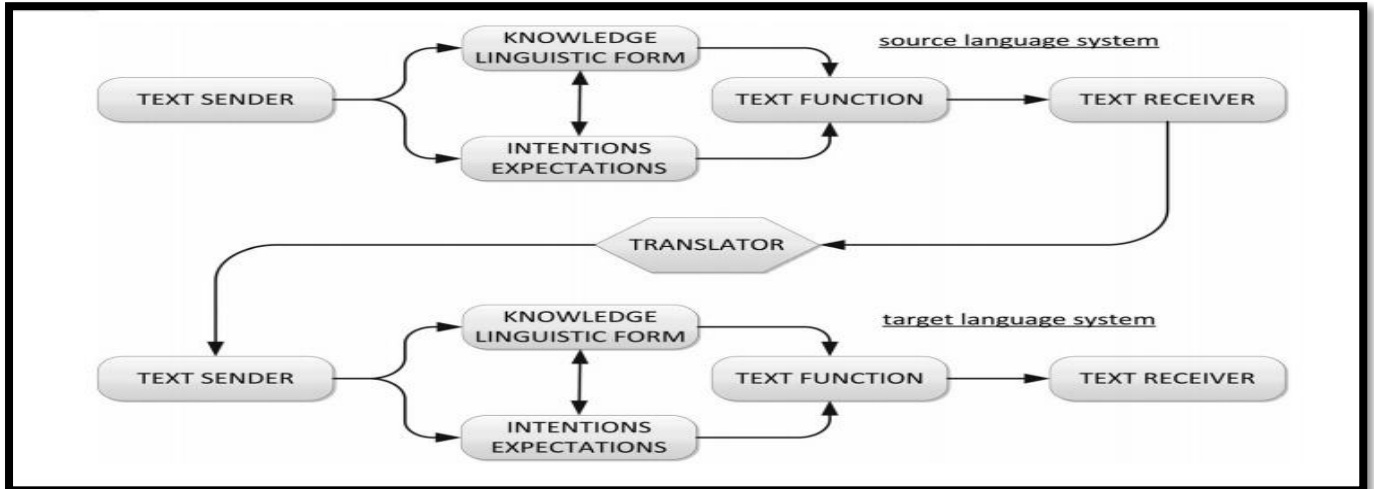 KNOWLEDGE
LINGUISTIC FORM
source language system
TEXT SENDER
TEXT FUNCTION
TEXT RECEIVER
INTENTIONS
EXPECTATIONS
TRANSLATOR
KNOWLEDGE
LINGUISTIC FORM
target language system
TEXT SENDER
TEXT FUNCTION
TEXT RECEIVER
INTENTIONS
EXPECTATIONS